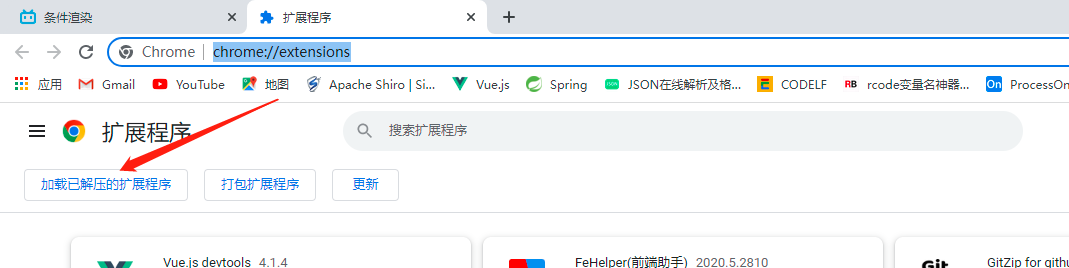 条件渲染
扩展程序
Chrome | chrome://extensions
应用 Gmail YouTube 地图 Apache Shiro | Si... Vue.js Spring JSON在线解析及格... CODELF RB rcode变量名神器... On ProcessOn
扩展程序 搜索扩展程序
加载已解压的扩展程序 打包扩展程序 更新
Vue.js devtools 4.1.4 FeHelper(前端助手) 2020.5.2810 Git GitZip for githu